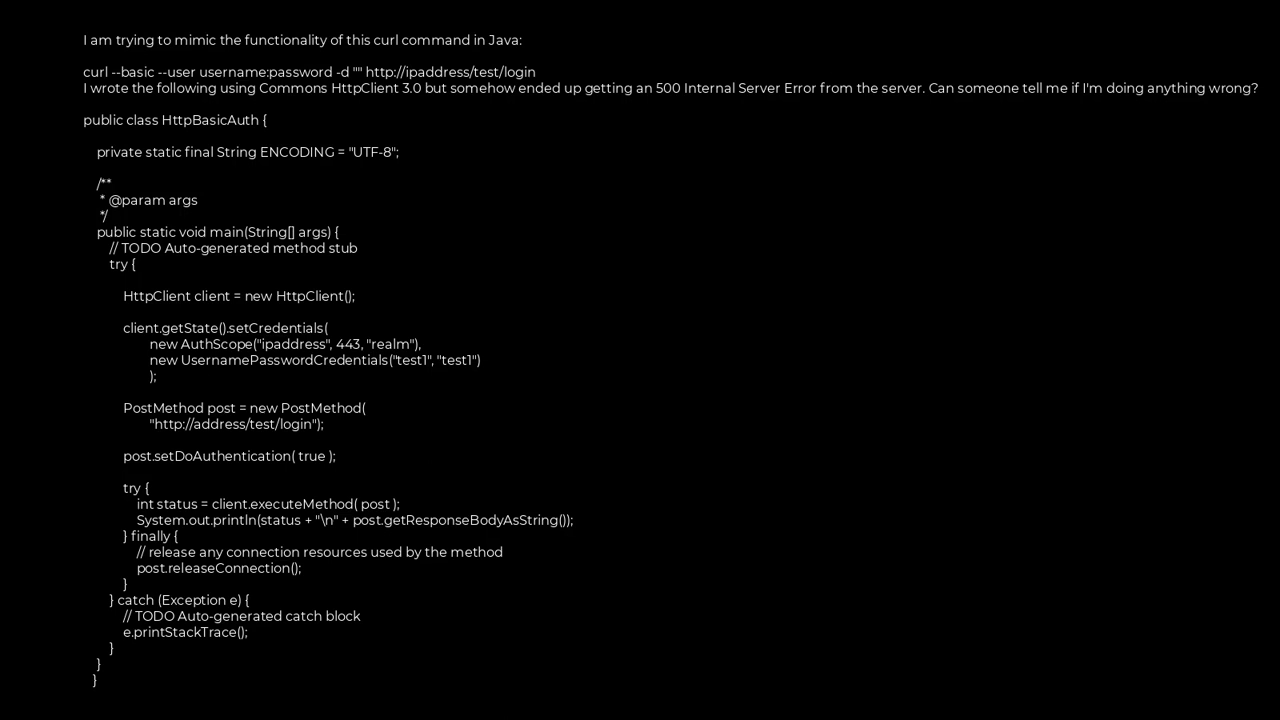 I am trying to mimic the functionality of this curl command in Java:
curl --basic --user username:password -d "" http://ipaddress/test/login
I wrote the following using Commons HttpClient 3.0 but somehow ended up getting an 500 Internal Server Error from the server. Can someone tell me if I'm doing anything wrong?
public class HttpBasicAuth {
private static final String ENCODING = "UTF-8";
/**
* @param args
*/
public static void main(String[] args) {
// TODO Auto-generated method stub
try {
HttpClient client = new HttpClient();
client.getState().setCredentials(
new AuthScope("ipaddress", 443, "realm"),
new UsernamePasswordCredentials("test1", "test1")
);
PostMethod post = new PostMethod(
"http://address/test/login");
post.setDoAuthentication( true );
try {
int status = client.executeMethod( post );
System.out.println(status + "\n" + post.getResponseBodyAsString());
} finally {
// release any connection resources used by the method
post.releaseConnection();
}
} catch (Exception e) {
// TODO Auto-generated catch block
e.printStackTrace();
}
}
}